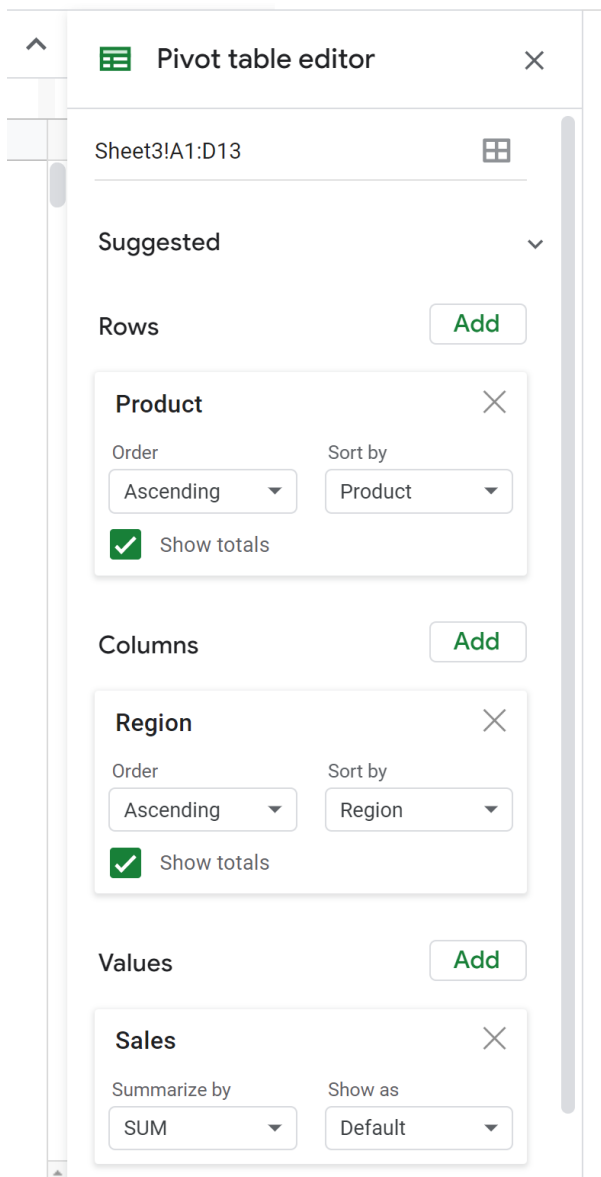 Pivot table editor
Sheet3!A1:D13
Suggested
Rows Add
Product
Order Sort by
Ascending Product
Show totals
Columns Add
Region
Order Sort by
Ascending Region
Show totals
Values Add
Sales
Summarize by Show as
SUM Default